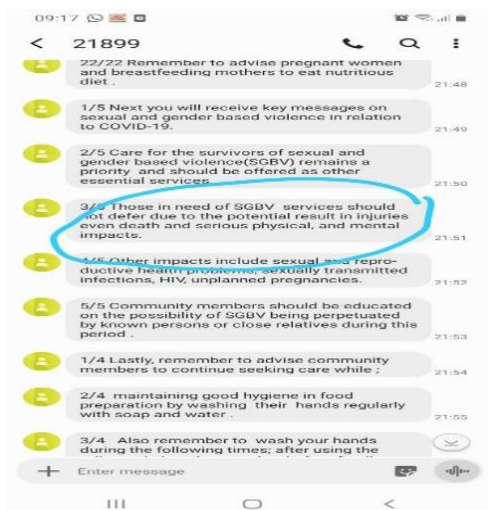 09:17
21899
22/22 Remember to advise pregnant women
and breastfeeding mothers to eat nutritious
diet .
21:48
1/5 Next you will receive key messages on
sexual and gender based violence in relation
to COVID-19.
21:49
2/5 Care for the survivors of sexual and
gender based violence(SGBV) remains a
priority and should be offered as other
essential services
21:50
3/5 Those in need of SGBV services should
not defer due to the potential result in injuries
even death and serious physical, and mental
impacts.
21:51
4/5 Other impacts include sexual and repro-
ductive health problems, sexually transmitted
infections, HIV, unplanned pregnancies.
21:52
5/5 Community members should be educated
on the possibility of SGBV being perpetuated
by known persons or close relatives during this
period .
21:53
1/4 Lastly, remember to advise community
members to continue seeking care while ;
21:54
2/4 maintaining good hygiene in food
preparation by washing their hands regularly
with soap and water .
21:55
3/4 Also remember to wash your hands
during the following times; after using the
Enter message